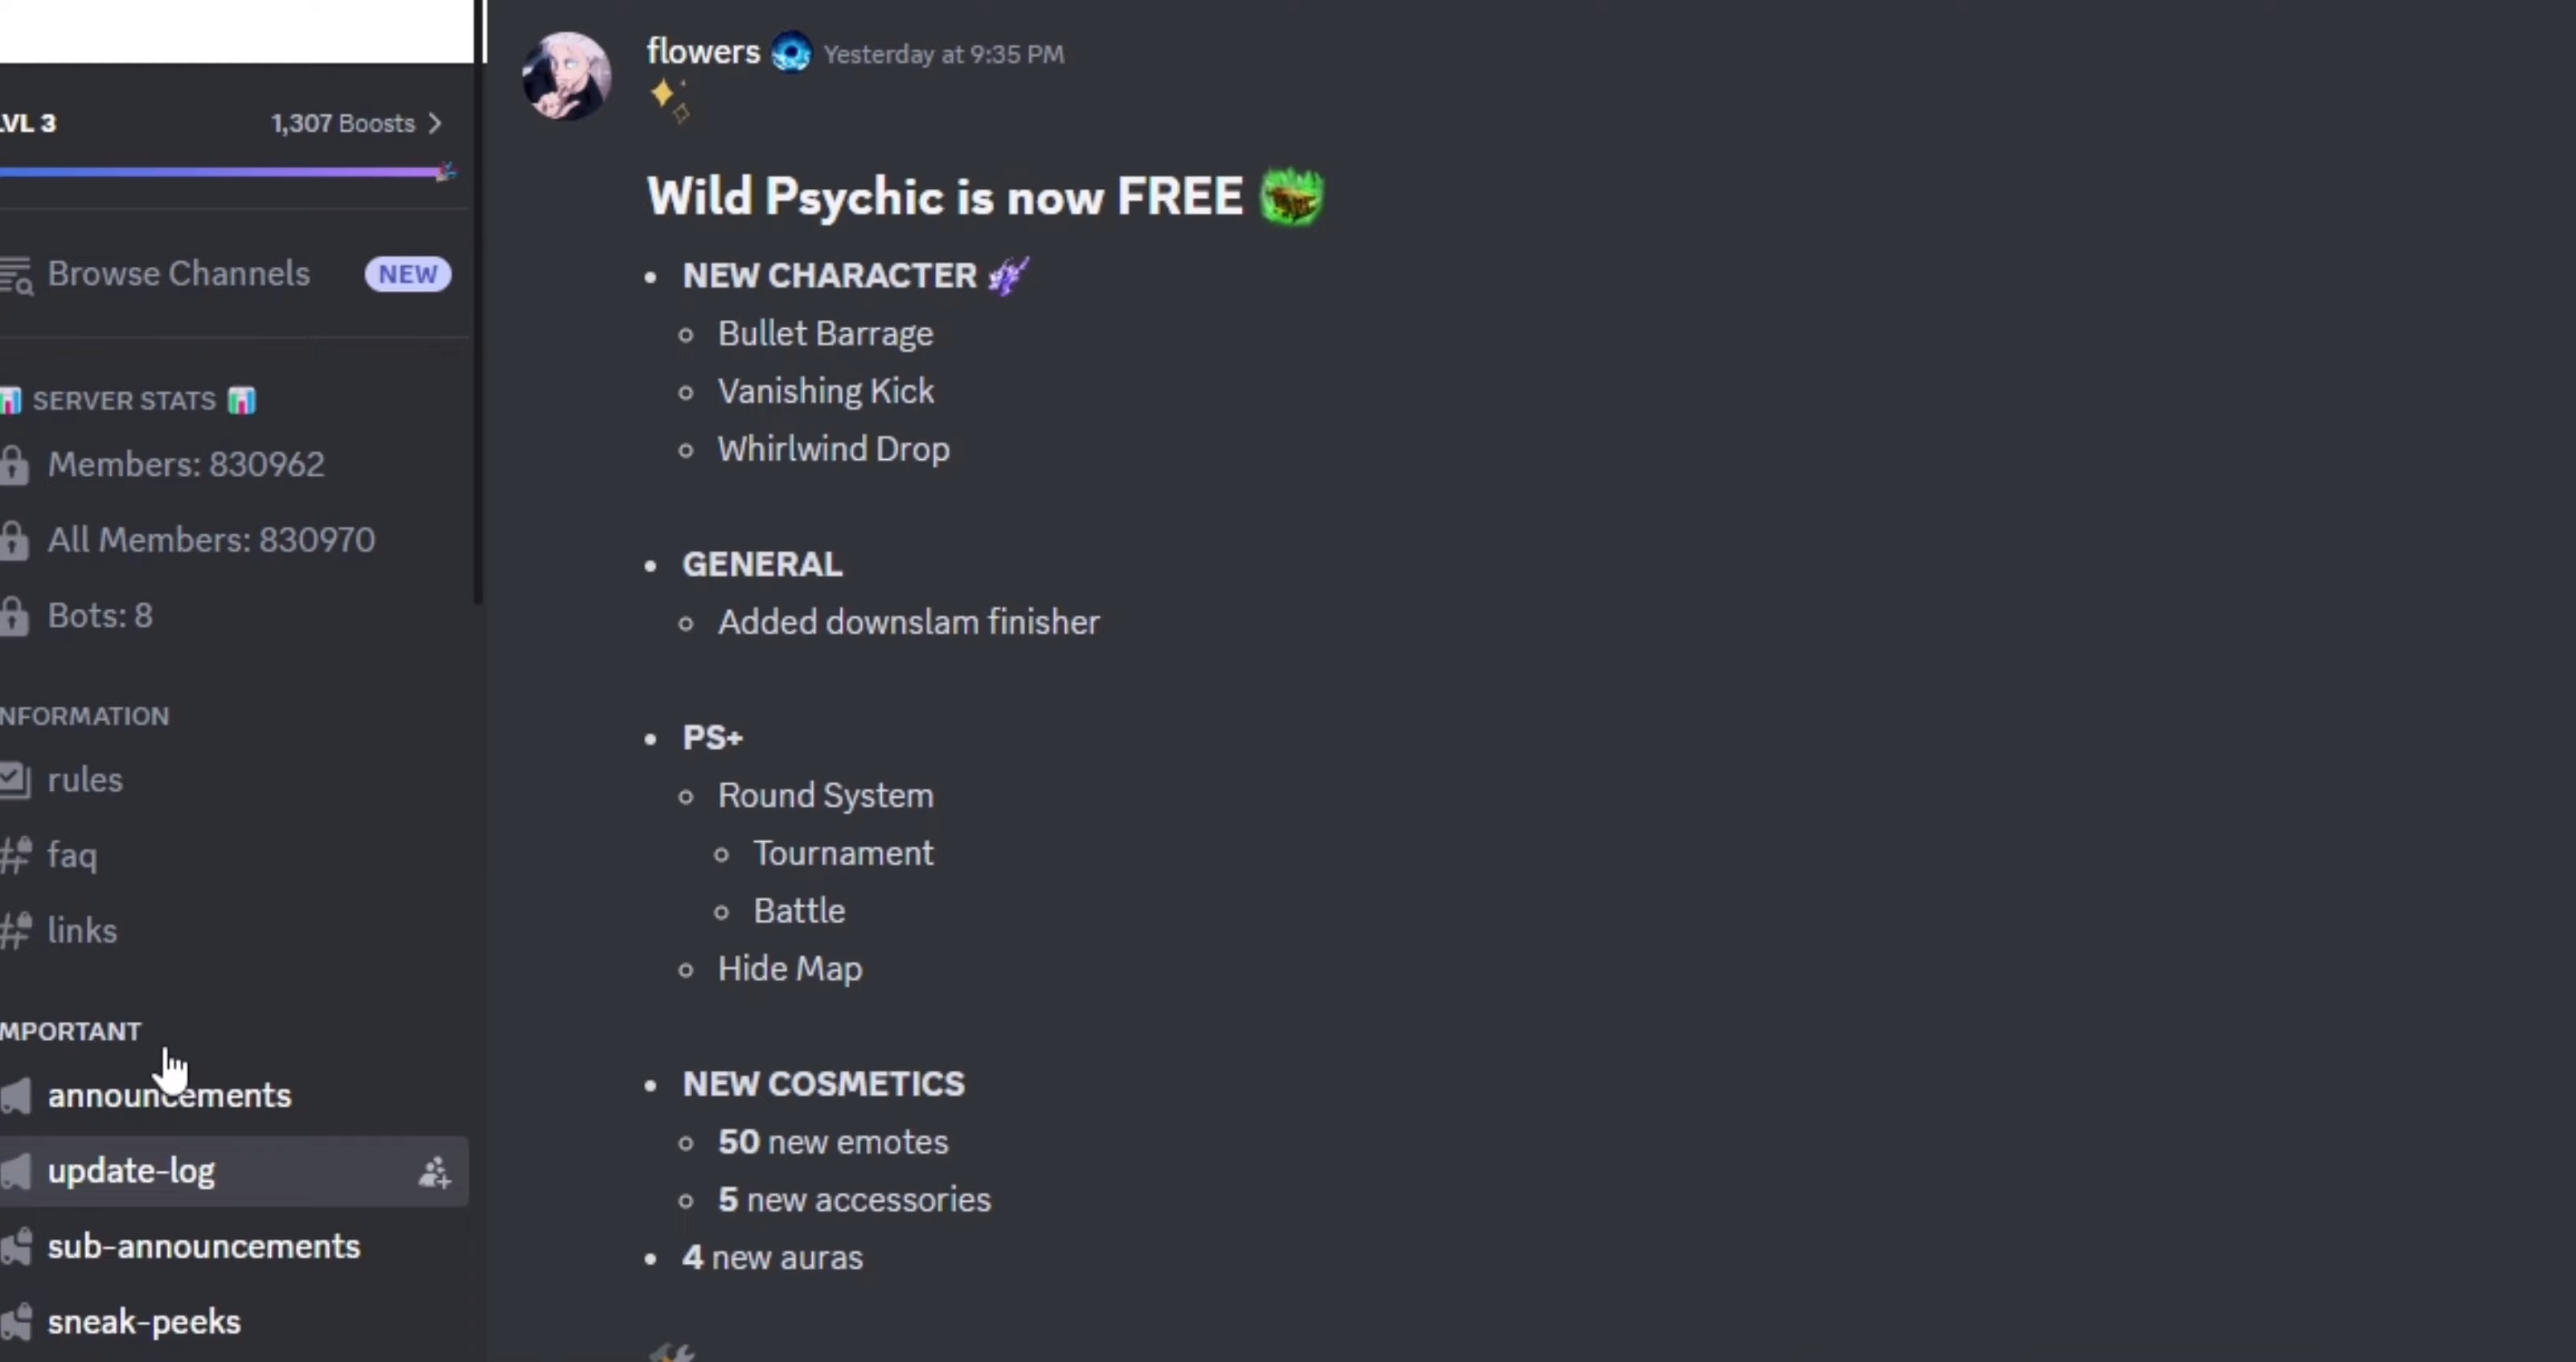 LVL 3
1,307 Boosts
Browse Channels
NEW
SERVER STATS
Members: 830962
All Members: 830970
Bots: 8
NFORMATION
rules
faq
links
MPORTANT
announcements
update-log
sub-announcements
sneak-peeks
flowers Yesterday at 9:35 PM
Wild Psychic is now FREE
NEW CHARACTER
Bullet Barrage
Vanishing Kick
Whirlwind Drop
GENERAL
Added downslam finisher
PS+
Round System
Tournament
Battle
Hide Map
NEW COSMETICS
50 new emotes
5 new accessories
4 new auras